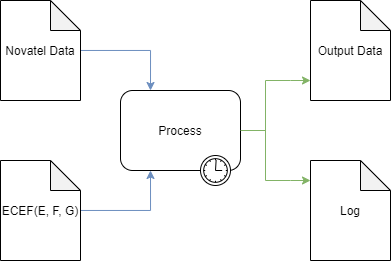 Novatel Data
Output Data
Process
ECEF(E, F, G)
Log